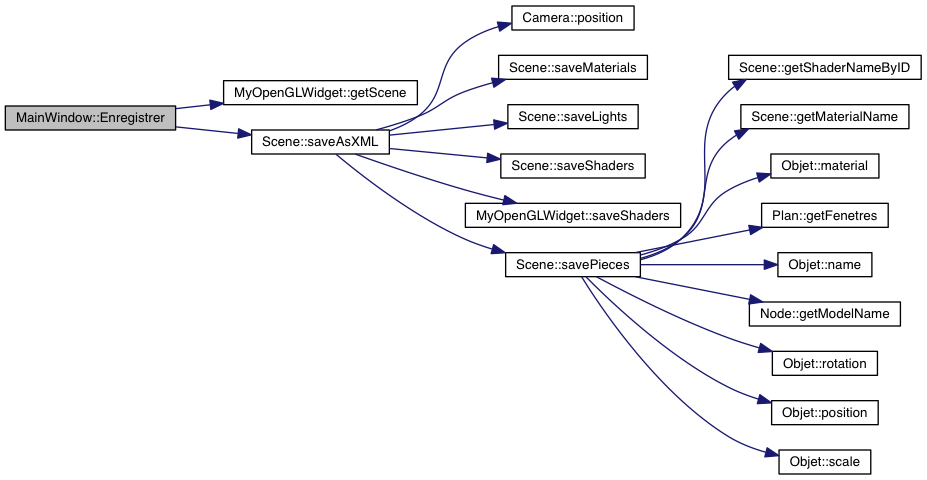 MainWindow::Enregistrer
MyOpenGLWidget::getScene
Scene::saveAsXML
Camera::position
Scene::saveMaterials
Scene::saveLights
Scene::saveShaders
MyOpenGLWidget::saveShaders
Scene::savePieces
Scene::getShaderNameByID
Scene::getMaterialName
Objet::material
Plan::getFenetres
Objet::name
Node::getModelName
Objet::rotation
Objet::position
Objet::scale